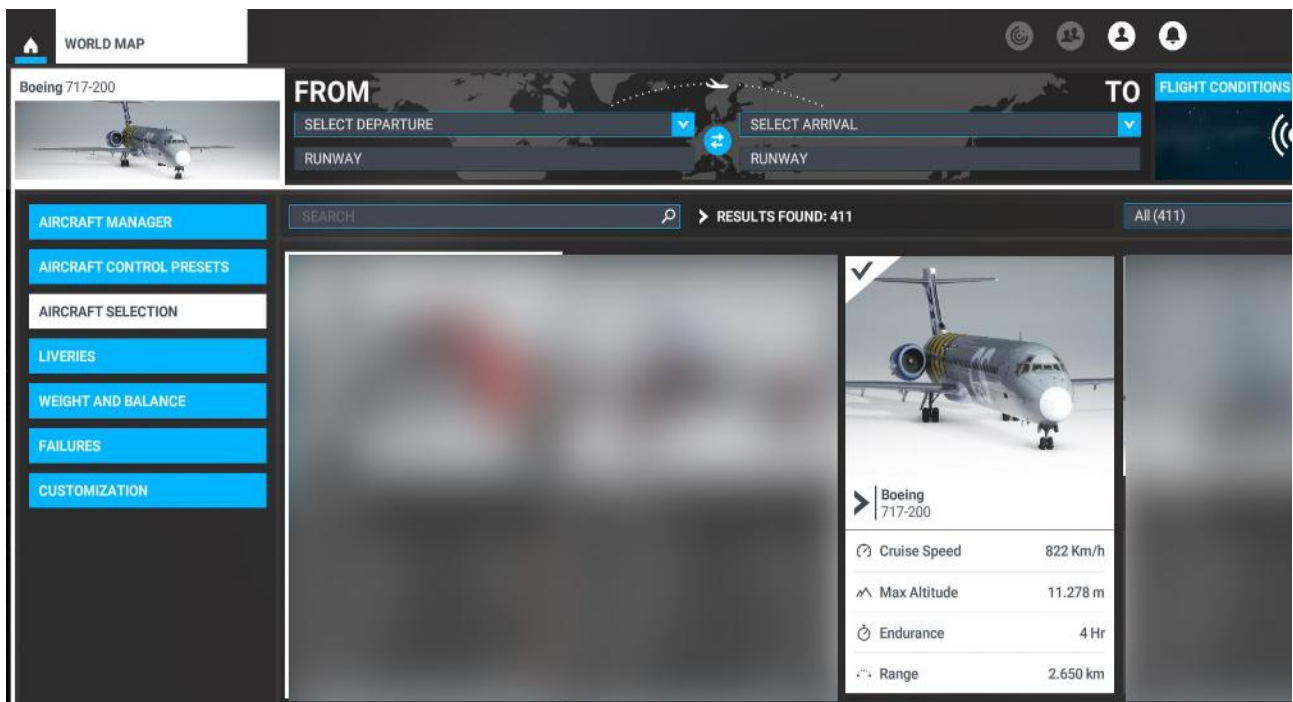 WORLD MAP
Boeing 717-200
FROM
TO
FLIGHT CONDITIONS
SELECT DEPARTURE
SELECT ARRIVAL
RUNWAY
RUNWAY
AIRCRAFT MANAGER
AIRCRAFT CONTROL PRESETS
AIRCRAFT SELECTION
LIVERIES
WEIGHT AND BALANCE
FAILURES
CUSTOMIZATION
SEARCH
RESULTS FOUND: 411
All (411)
Boeing
717-200
Cruise Speed 822 Km/h
Max Altitude 11.278 m
Endurance 4 Hr
Range 2.650 km